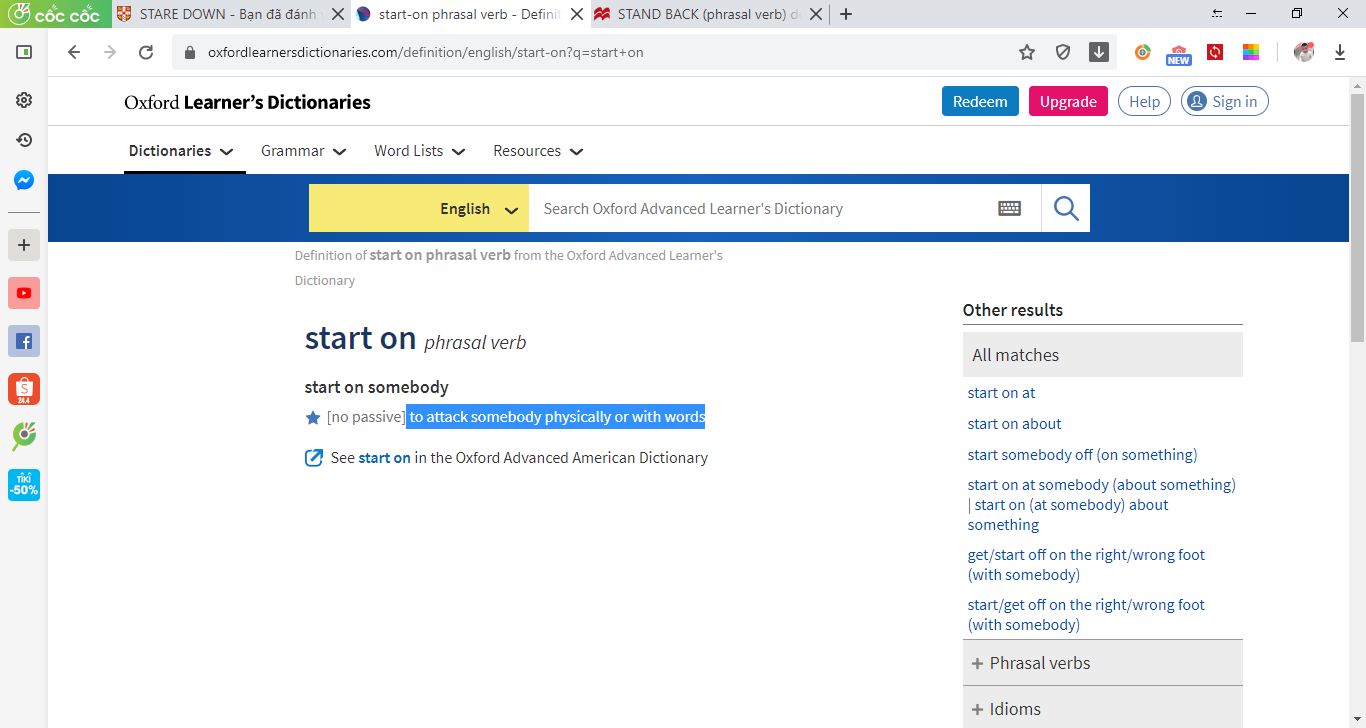 cốc cốc
STARE DOWN - Bạn đã đánh
start-on phrasal verb - Definit
STAND BACK (phrasal verb) d
oxfordlearnersdictionaries.com/definition/english/start-on?q=start+on
NEW
Oxford Learner's Dictionaries
Redeem
Upgrade
Help
Sign in
Dictionaries
Grammar
Word Lists
Resources
English
Search Oxford Advanced Learner's Dictionary
Definition of start on phrasal verb from the Oxford Advanced Learner's
Dictionary
start on phrasal verb
start on somebody
[no passive] to attack somebody physically or with words
See start on in the Oxford Advanced American Dictionary
Other results
All matches
start on at
start on about
start somebody off (on something)
start on at somebody (about something)
| start on (at somebody) about
something
get/start off on the right/wrong foot
(with somebody)
start/get off on the right/wrong foot
(with somebody)
+ Phrasal verbs
+ Idioms
24.4
TIKI
-50%